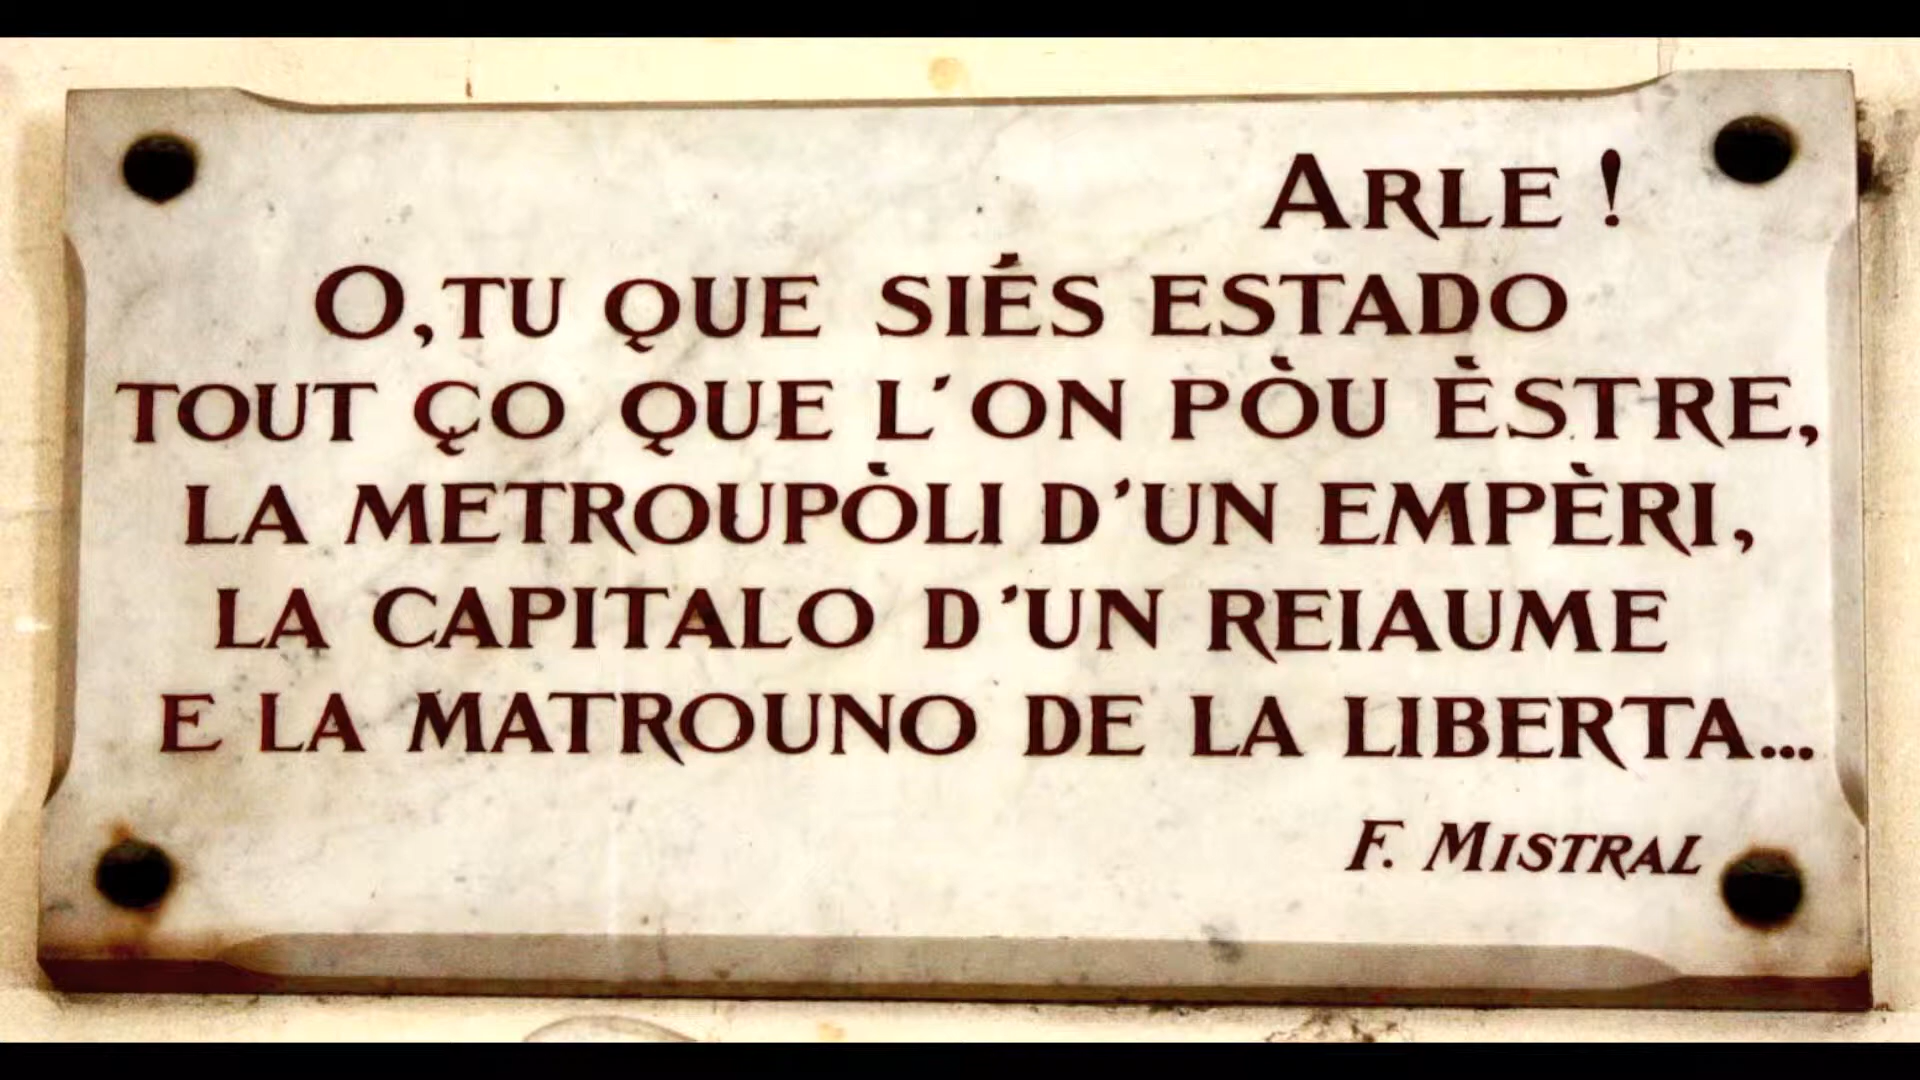 ARLE !
O, TU QUE SIÉS ESTADO
TOUT ÇO QUE L'ON PÒU ÈSTRE,
LA METROUPÒLI D'UN EMPÈRI,
LA CAPITALO D'UN REIAUME
E LA MATROUNO DE LA LIBERTA...
F. MISTRAL